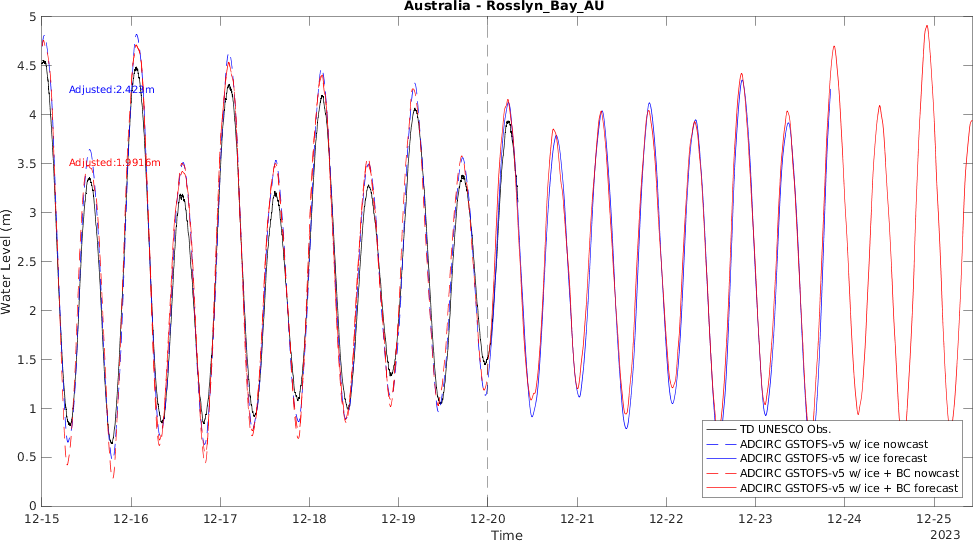 Australia - Rosslyn_Bay_AU
5
4.5
4
3.5
3
2.5
2
1.5
1
0.5
0
Water Level (m)
Adjusted:2.423m
Adjusted:1.9916m
TD UNESCO Obs.
ADCIRC GSTOFS-v5 w/ ice nowcast
ADCIRC GSTOFS-v5 w/ ice forecast
ADCIRC GSTOFS-v5 w/ ice + BC nowcast
ADCIRC GSTOFS-v5 w/ ice + BC forecast
12-15 12-16 12-17 12-18 12-19 12-20 12-21 12-22 12-23 12-24 12-25
2023
Time